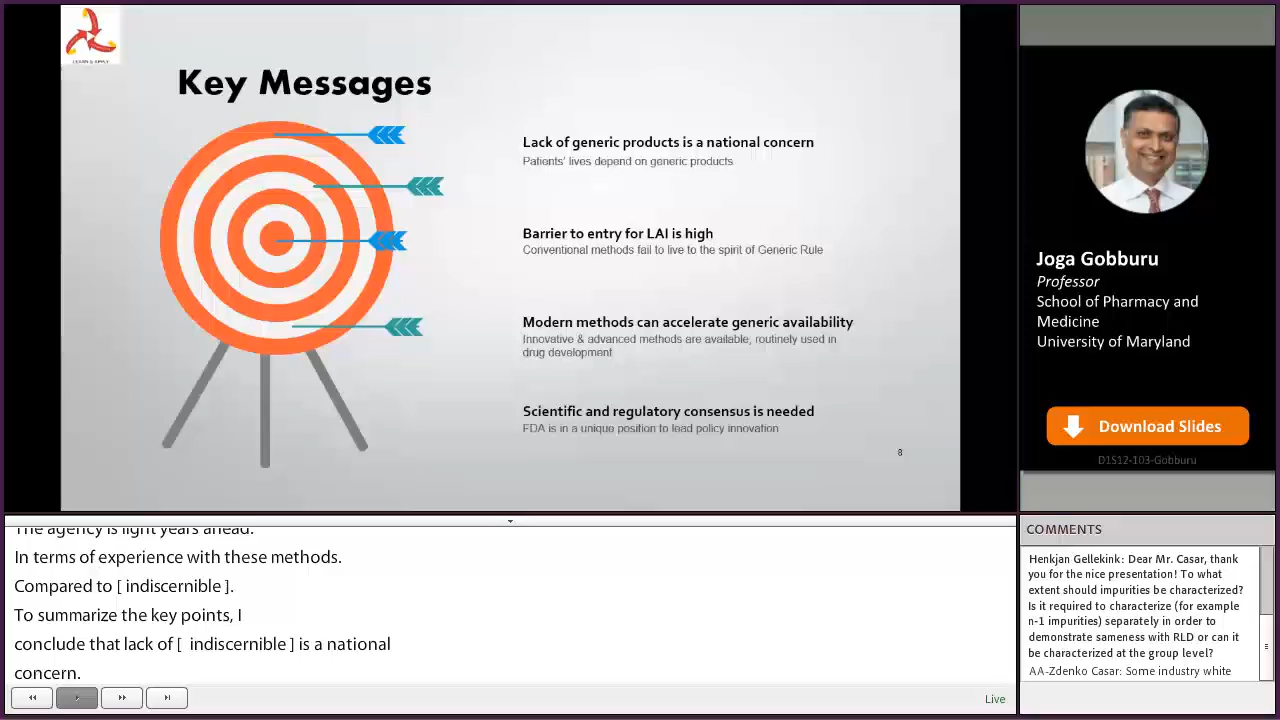 LEARN & APPLY
Key Messages
Lack of generic products is a national concern
Patients' lives depend on generic products
Barrier to entry for LAI is high
Conventional methods fail to live to the spirit of Generic Rule
Modern methods can accelerate generic availability
Innovative & advanced methods are available, routinely used in
drug development
Scientific and regulatory consensus is needed
FDA is in a unique position to lead policy innovation
8
Joga Gobburu
Professor
School of Pharmacy and
Medicine
University of Maryland
Download Slides
D1S12-103-Gobburu
The agency is light years ahead.
In terms of experience with these methods.
Compared to [ indiscernible ].
To summarize the key points, I
conclude that lack of [ indiscernible ] is a national
concern.
Live
COMMENTS
Henkjan Gellekink: Dear Mr. Casar, thank
you for the nice presentation! To what
extent should impurities be characterized?
Is it required to characterize (for example
n-1 impurities) separately in order to
demonstrate sameness with RLD or can it
be characterized at the group level?
AA-Zdenko Casar: Some industry white